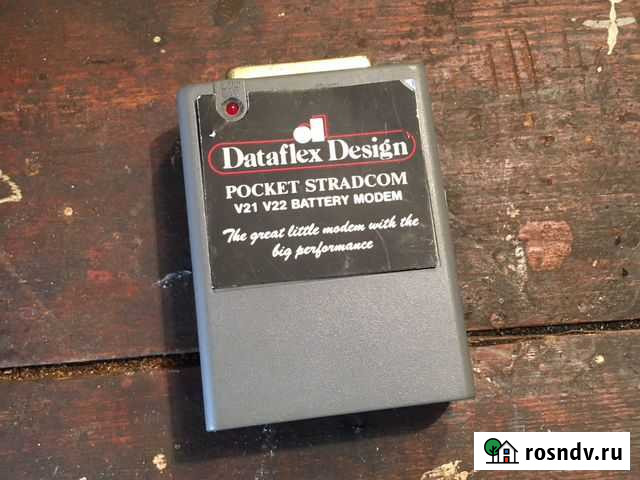 Dataflex Design
POCKET STRADCOM
V21 V22 BATTERY MODEM
The great little modem with the
big performance
rosndv.ru